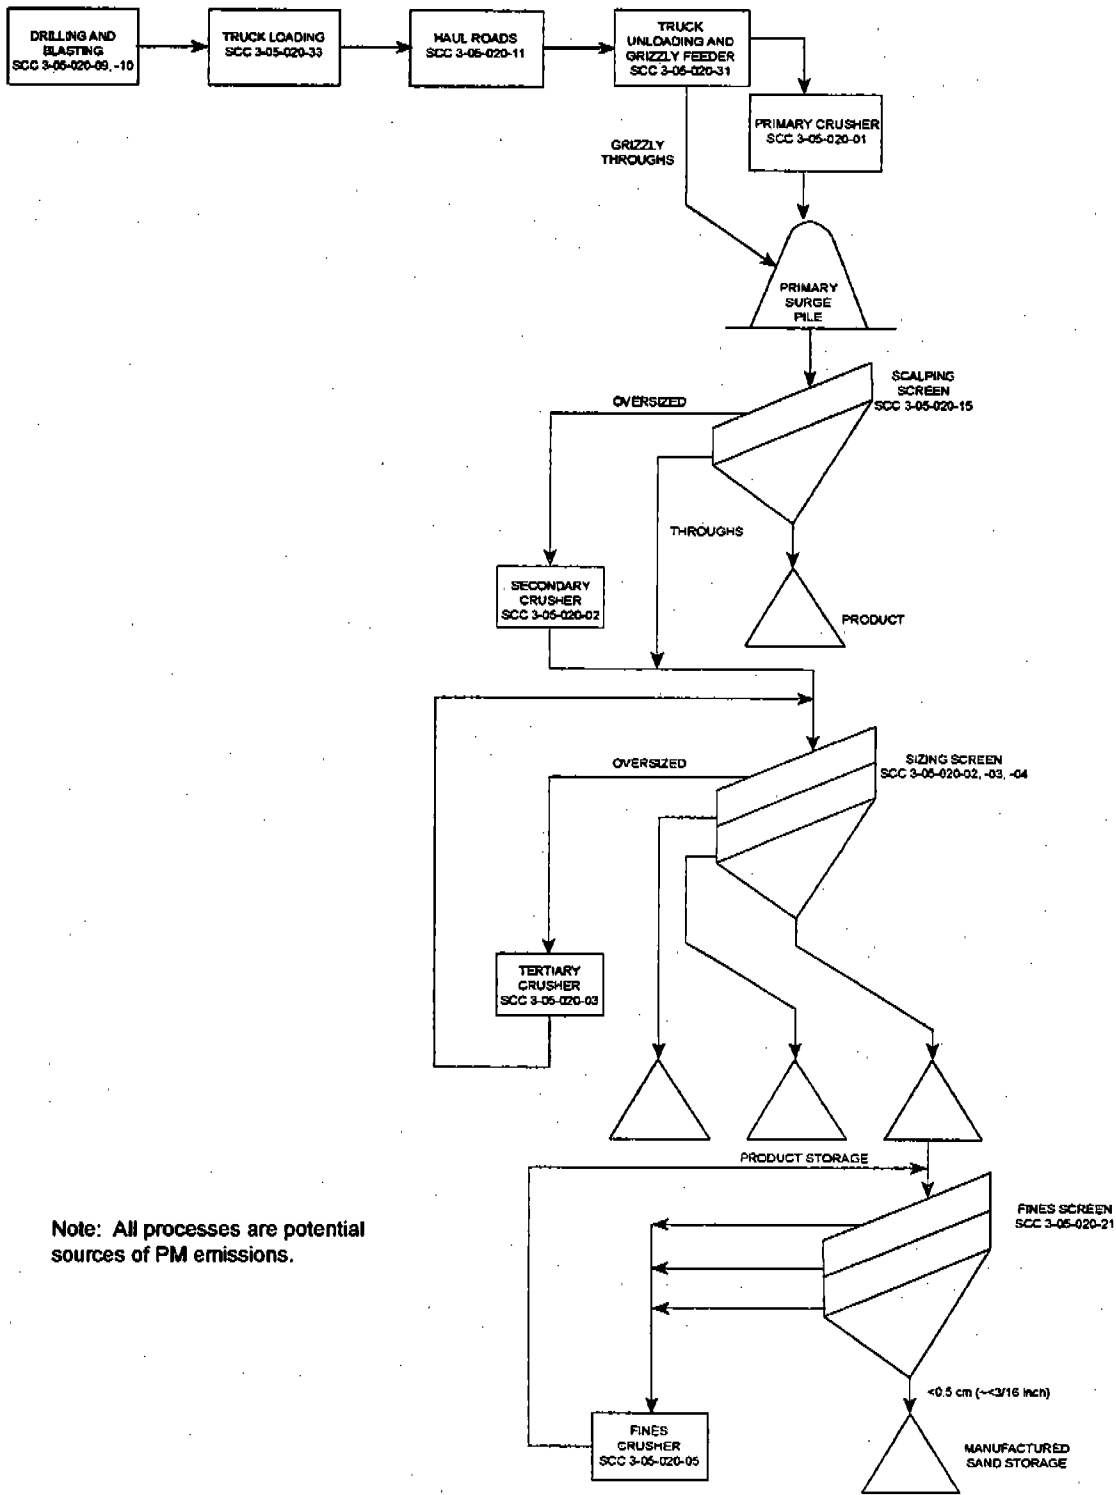 DRILLING AND
BLASTING
SCC 3-05-020-09, -10
TRUCK LOADING
SCC 3-05-020-33
HAUL ROADS
SCC 3-05-020-11
TRUCK
UNLOADING AND
GRIZZLY FEEDER
SCC 3-05-020-31
PRIMARY CRUSHER
SCC 3-05-020-01
GRIZZLY
THROUGHS
PRIMARY
SURGE
PILE
SCALPING
SCREEN
SCC 3-05-020-15
OVERSIZED
THROUGHS
SECONDARY
CRUSHER
SCC 3-05-020-02
PRODUCT
OVERSIZED
SIZING SCREEN
SCC 3-05-020-02, -03, -04
TERTIARY
CRUSHER
SCC 3-05-020-03
PRODUCT STORAGE
FINES SCREEN
SCC 3-05-020-21
Note: All processes are potential
sources of PM emissions.
<0.5 cm (~<3/16 inch)
FINES
CRUSHER
SCC 3-05-020-05
MANUFACTURED
SAND STORAGE